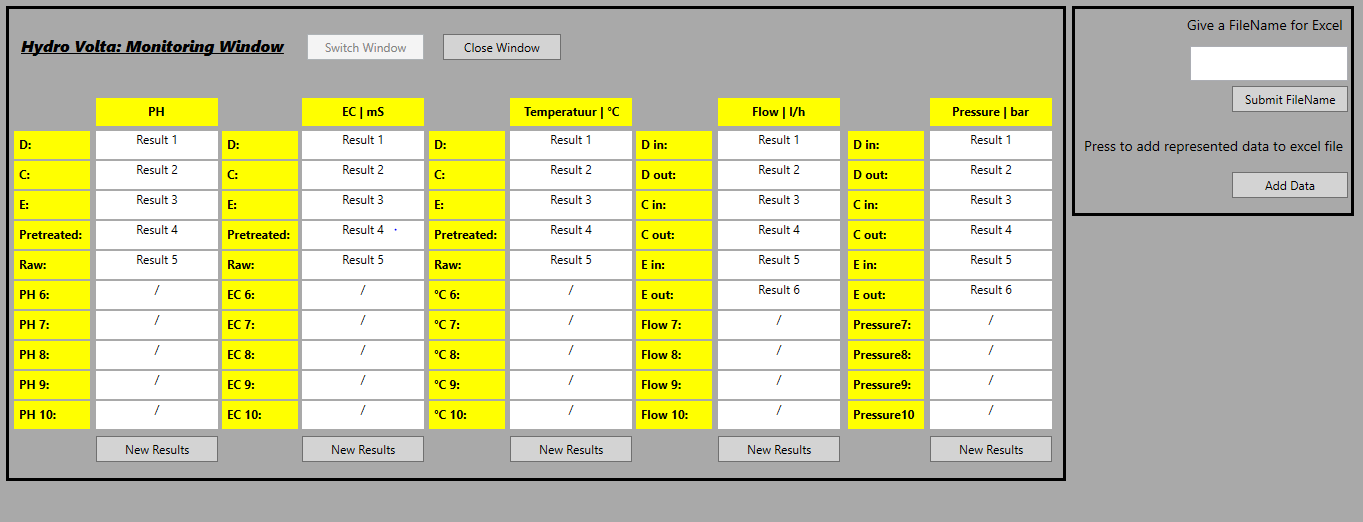 Give a FileName for Excel
Hydro Volta: Monitoring Window Switch Window Close Window
Submit FileName
PH EC | mS Temperatuur | °C Flow | l/h Pressure | bar
D: Result 1 D: Result 1 D: Result 1 D in: Result 1 D in: Result 1
Press to add represented data to excel file
C: Result 2 C: Result 2 C: Result 2 D out: Result 2 D out: Result 2
Add Data
E: Result 3 E: Result 3 E: Result 3 C in: Result 3 C in: Result 3
Pretreated: Result 4 Pretreated: Result 4 Pretreated: Result 4 C out: Result 4 C out: Result 4
Raw: Result 5 Raw: Result 5 Raw: Result 5 E in: Result 5 E in: Result 5
PH 6: / EC 6: / °C 6: / E out: Result 6 E out: Result 6
PH 7: / EC 7: / °C 7: / Flow 7: / Pressure7: /
PH 8: / EC 8: / °C 8: / Flow 8: / Pressure8: /
PH 9: / EC 9: / °C 9: / Flow 9: / Pressure9: /
PH 10: / EC 10: / °C 10: / Flow 10: / Pressure10 /
New Results New Results New Results New Results New Results